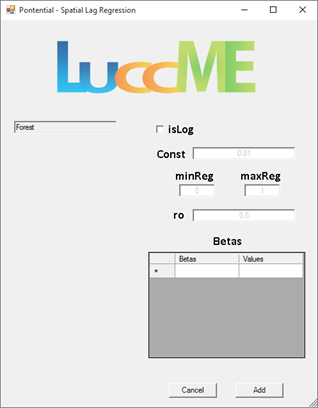 Pontential - Spatial Lag Regression
LuccME
Forest
isLog
Const 0.01
minReg maxReg
0 1
ro 0.5
Betas
Betas Values
*
Cancel Add